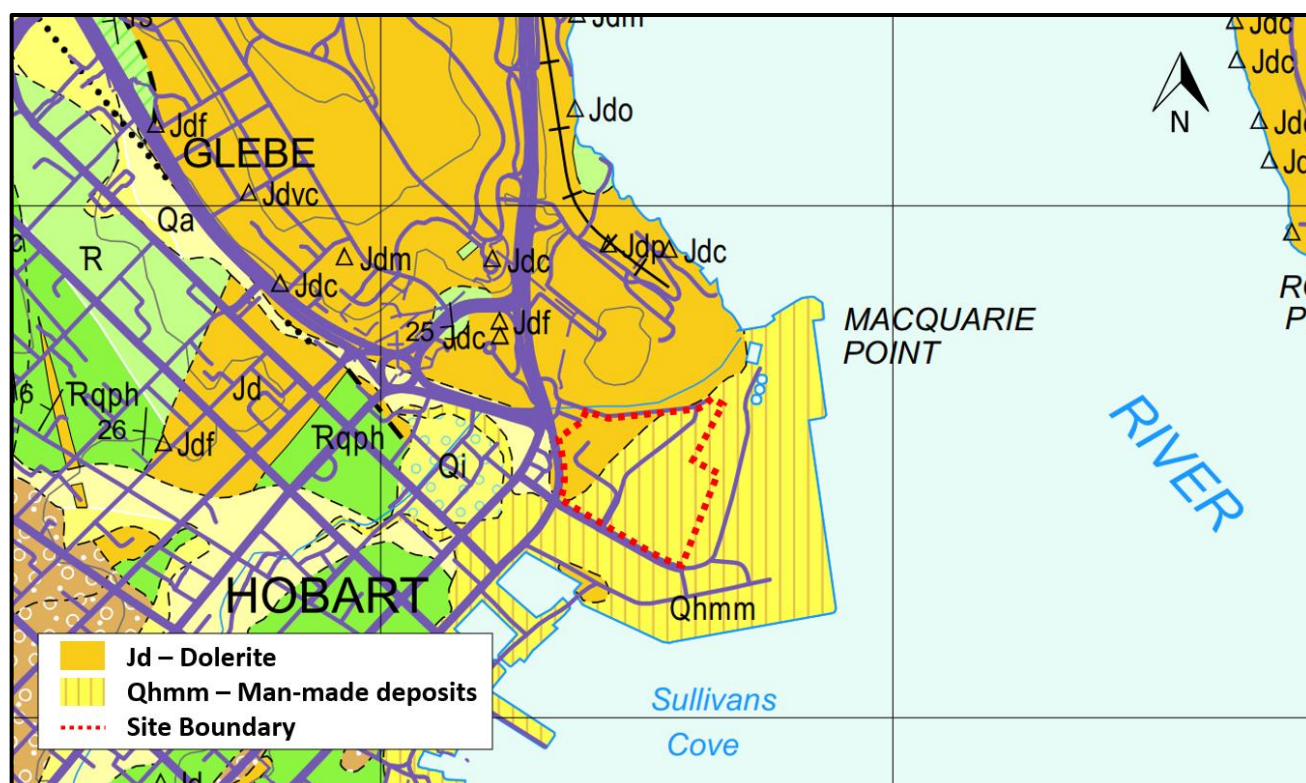 Jdm
Jdc
Jdc
Jdo
N
Jdf
GLEBE
Jdvc
Qa
R
Jdm
Jdp
Jdc
Jdc
Jdc
MACQUARIE
POINT
25
Jdf
Jdc
Rqph
Jd
26
Jdf
Rqph
Qi
RIVER
HOBART
Qhmm
Jd – Dolerite
Qhmm – Man-made deposits
Site Boundary
Sullivans
Cove
Jd